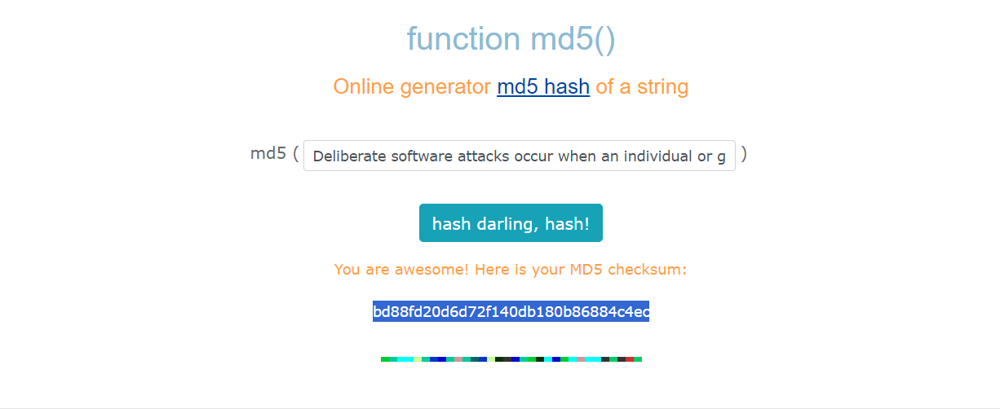 function md5()
Online generator md5 hash of a string
md5 ( Deliberate software attacks occur when an individual or g )
hash darling, hash!
You are awesome! Here is your MD5 checksum:
bd88fd20d6d72f140db180b86884c4ec